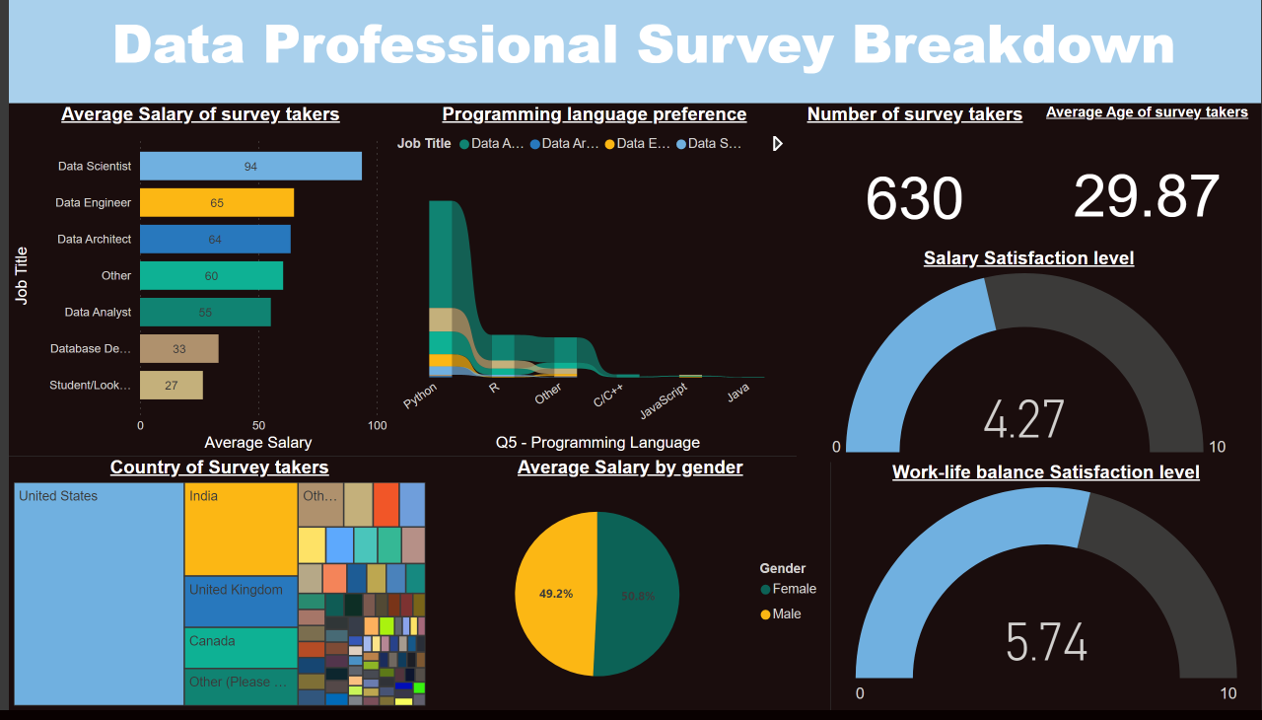 Data Professional Survey Breakdown
Average Salary of survey takers
Job Title
Data Scientist
94
Data Engineer
65
Data Architect
64
Other
60
Data Analyst
55
Database De...
33
Student/Look...
27
0
50
100
Average Salary
Programming language preference
Job Title
Data A...
Data Ar...
Data E...
Data S...
Python
R
Other
C/C++
JavaScript
Java
Q5 - Programming Language
Number of survey takers
630
Average Age of survey takers
29.87
Salary Satisfaction level
4.27
0
10
Country of Survey takers
United States
India
Oth...
United Kingdom
Canada
Other (Please ...
Average Salary by gender
49.2%
50.8%
Gender
Female
Male
Work-life balance Satisfaction level
5.74
0
10